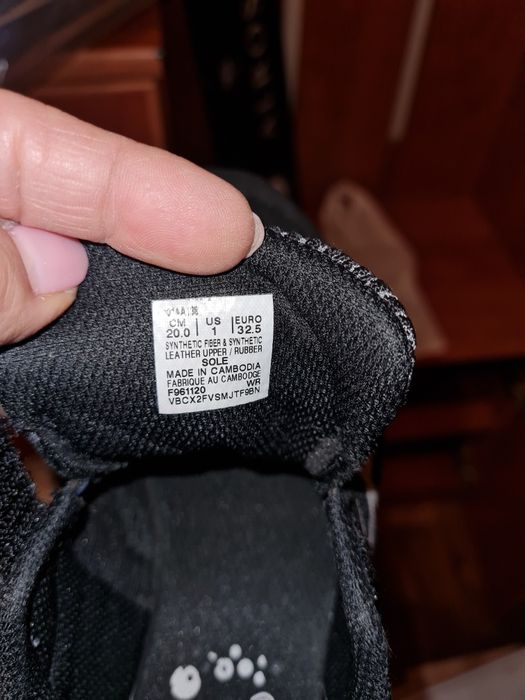 CM | US | EURO
20.0 | 1 | 32.5
SYNTHETIC FIBER & SYNTHETIC
LEATHER UPPER / RUBBER
SOLE
MADE IN CAMBODIA
FABRIQUE AU CAMBODGE
F961120 WR
VBCX2FVSMJTF9BN